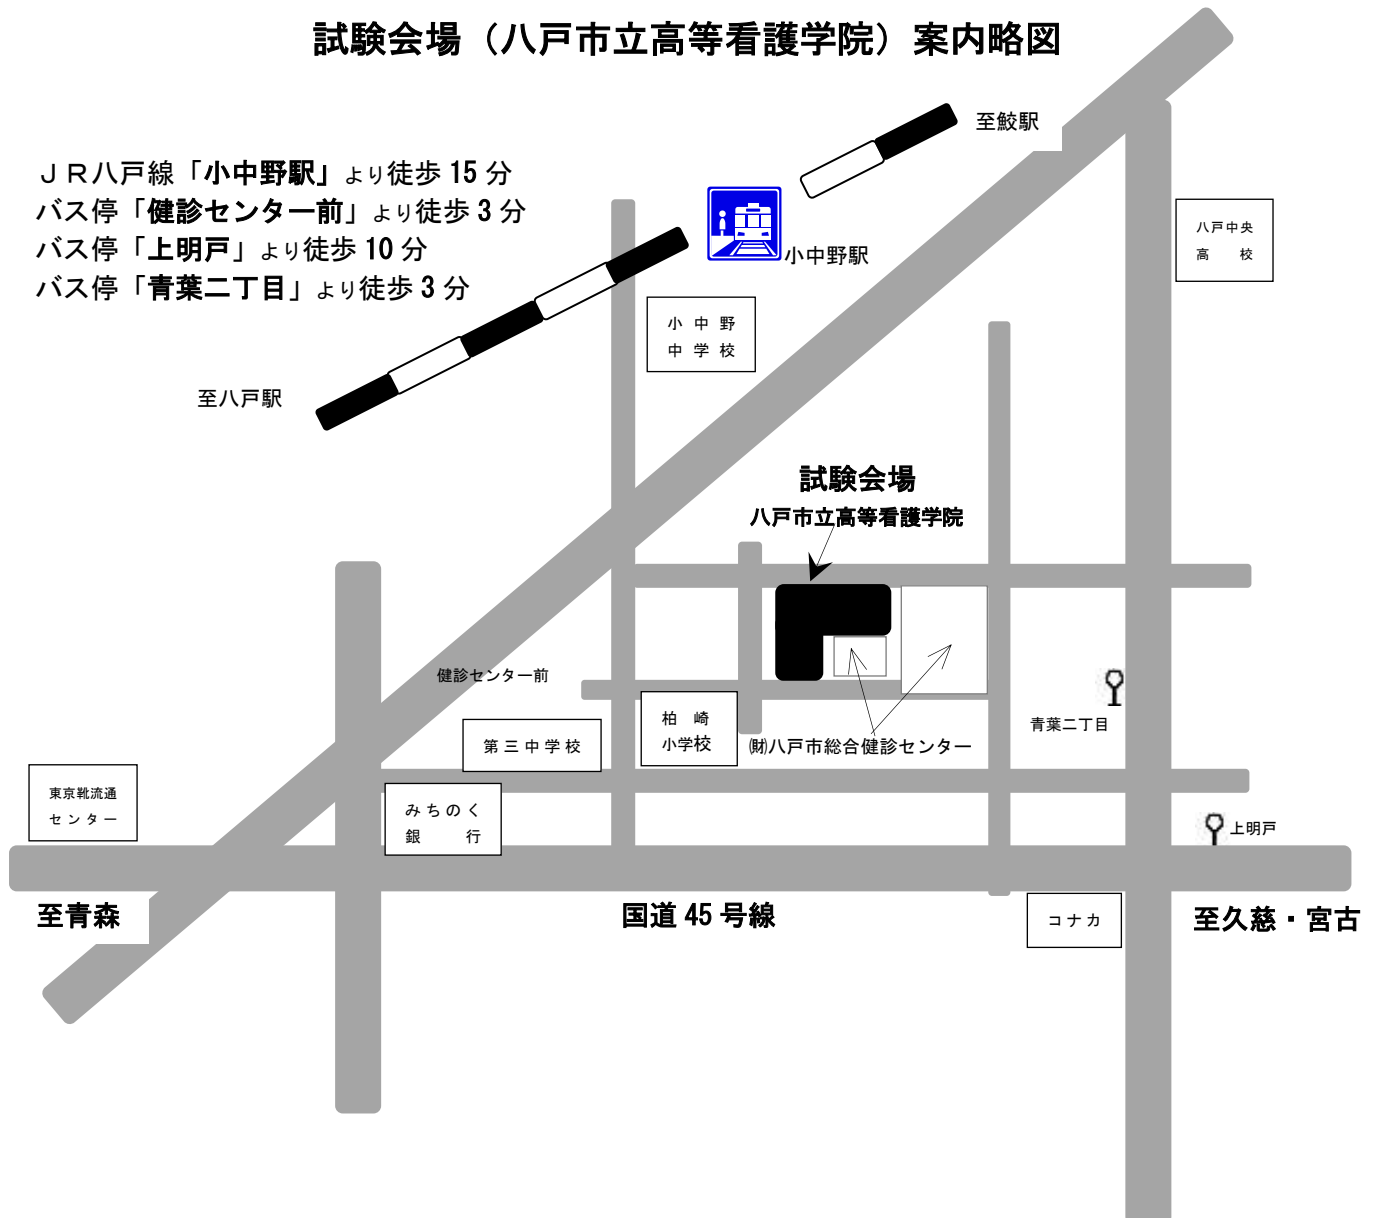 試験会場（八戸市立高等看護学院）案内略図
至鮫駅
ＪＲ八戸線「小中野駅」より徒歩 15 分
バス停「健診センター前」より徒歩 3 分
バス停「上明戸」より徒歩 10 分
バス停「青葉二丁目」より徒歩 3 分
小中野駅
八戸中央
高　校
小中野
中学校
至八戸駅
試験会場
八戸市立高等看護学院
健診センター前
柏　崎
小学校
青葉二丁目
第三中学校
㈶八戸市総合健診センター
東京靴流通
センター
みちのく
銀　行
上明戸
至青森
国道 45 号線
コナカ
至久慈・宮古